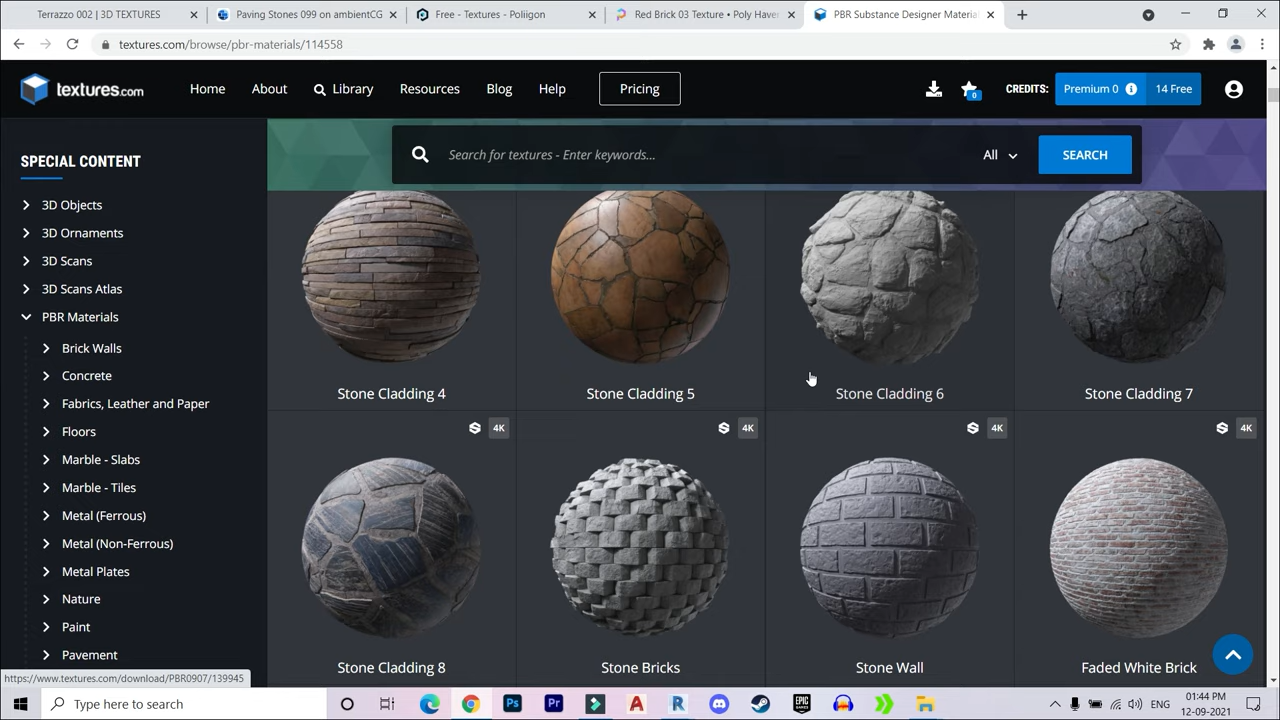 Terrazzo 002 | 3D TEXTURES
Paving Stones 099 on ambientCG
Free - Textures - Poliigon
Red Brick 03 Texture • Poly Haven
PBR Substance Designer Materia
textures.com/browse/pbr-materials/114558
textures.com
Home
About
Library
Resources
Blog
Help
Pricing
0
CREDITS:
Premium 0
14 Free
Search for textures - Enter keywords...
All
SEARCH
SPECIAL CONTENT
3D Objects
3D Ornaments
3D Scans
3D Scans Atlas
PBR Materials
Brick Walls
Concrete
Fabrics, Leather and Paper
Floors
Marble - Slabs
Marble - Tiles
Metal (Ferrous)
Metal (Non-Ferrous)
Metal Plates
Nature
Paint
Pavement
Stone Cladding 4
Stone Cladding 5
Stone Cladding 6
Stone Cladding 7
4K
4K
4K
4K
Stone Cladding 8
Stone Bricks
Stone Wall
Faded White Brick
https://www.textures.com/download/PBR0907/139945
Type here to search
ENG
01:44 PM
12-09-2021